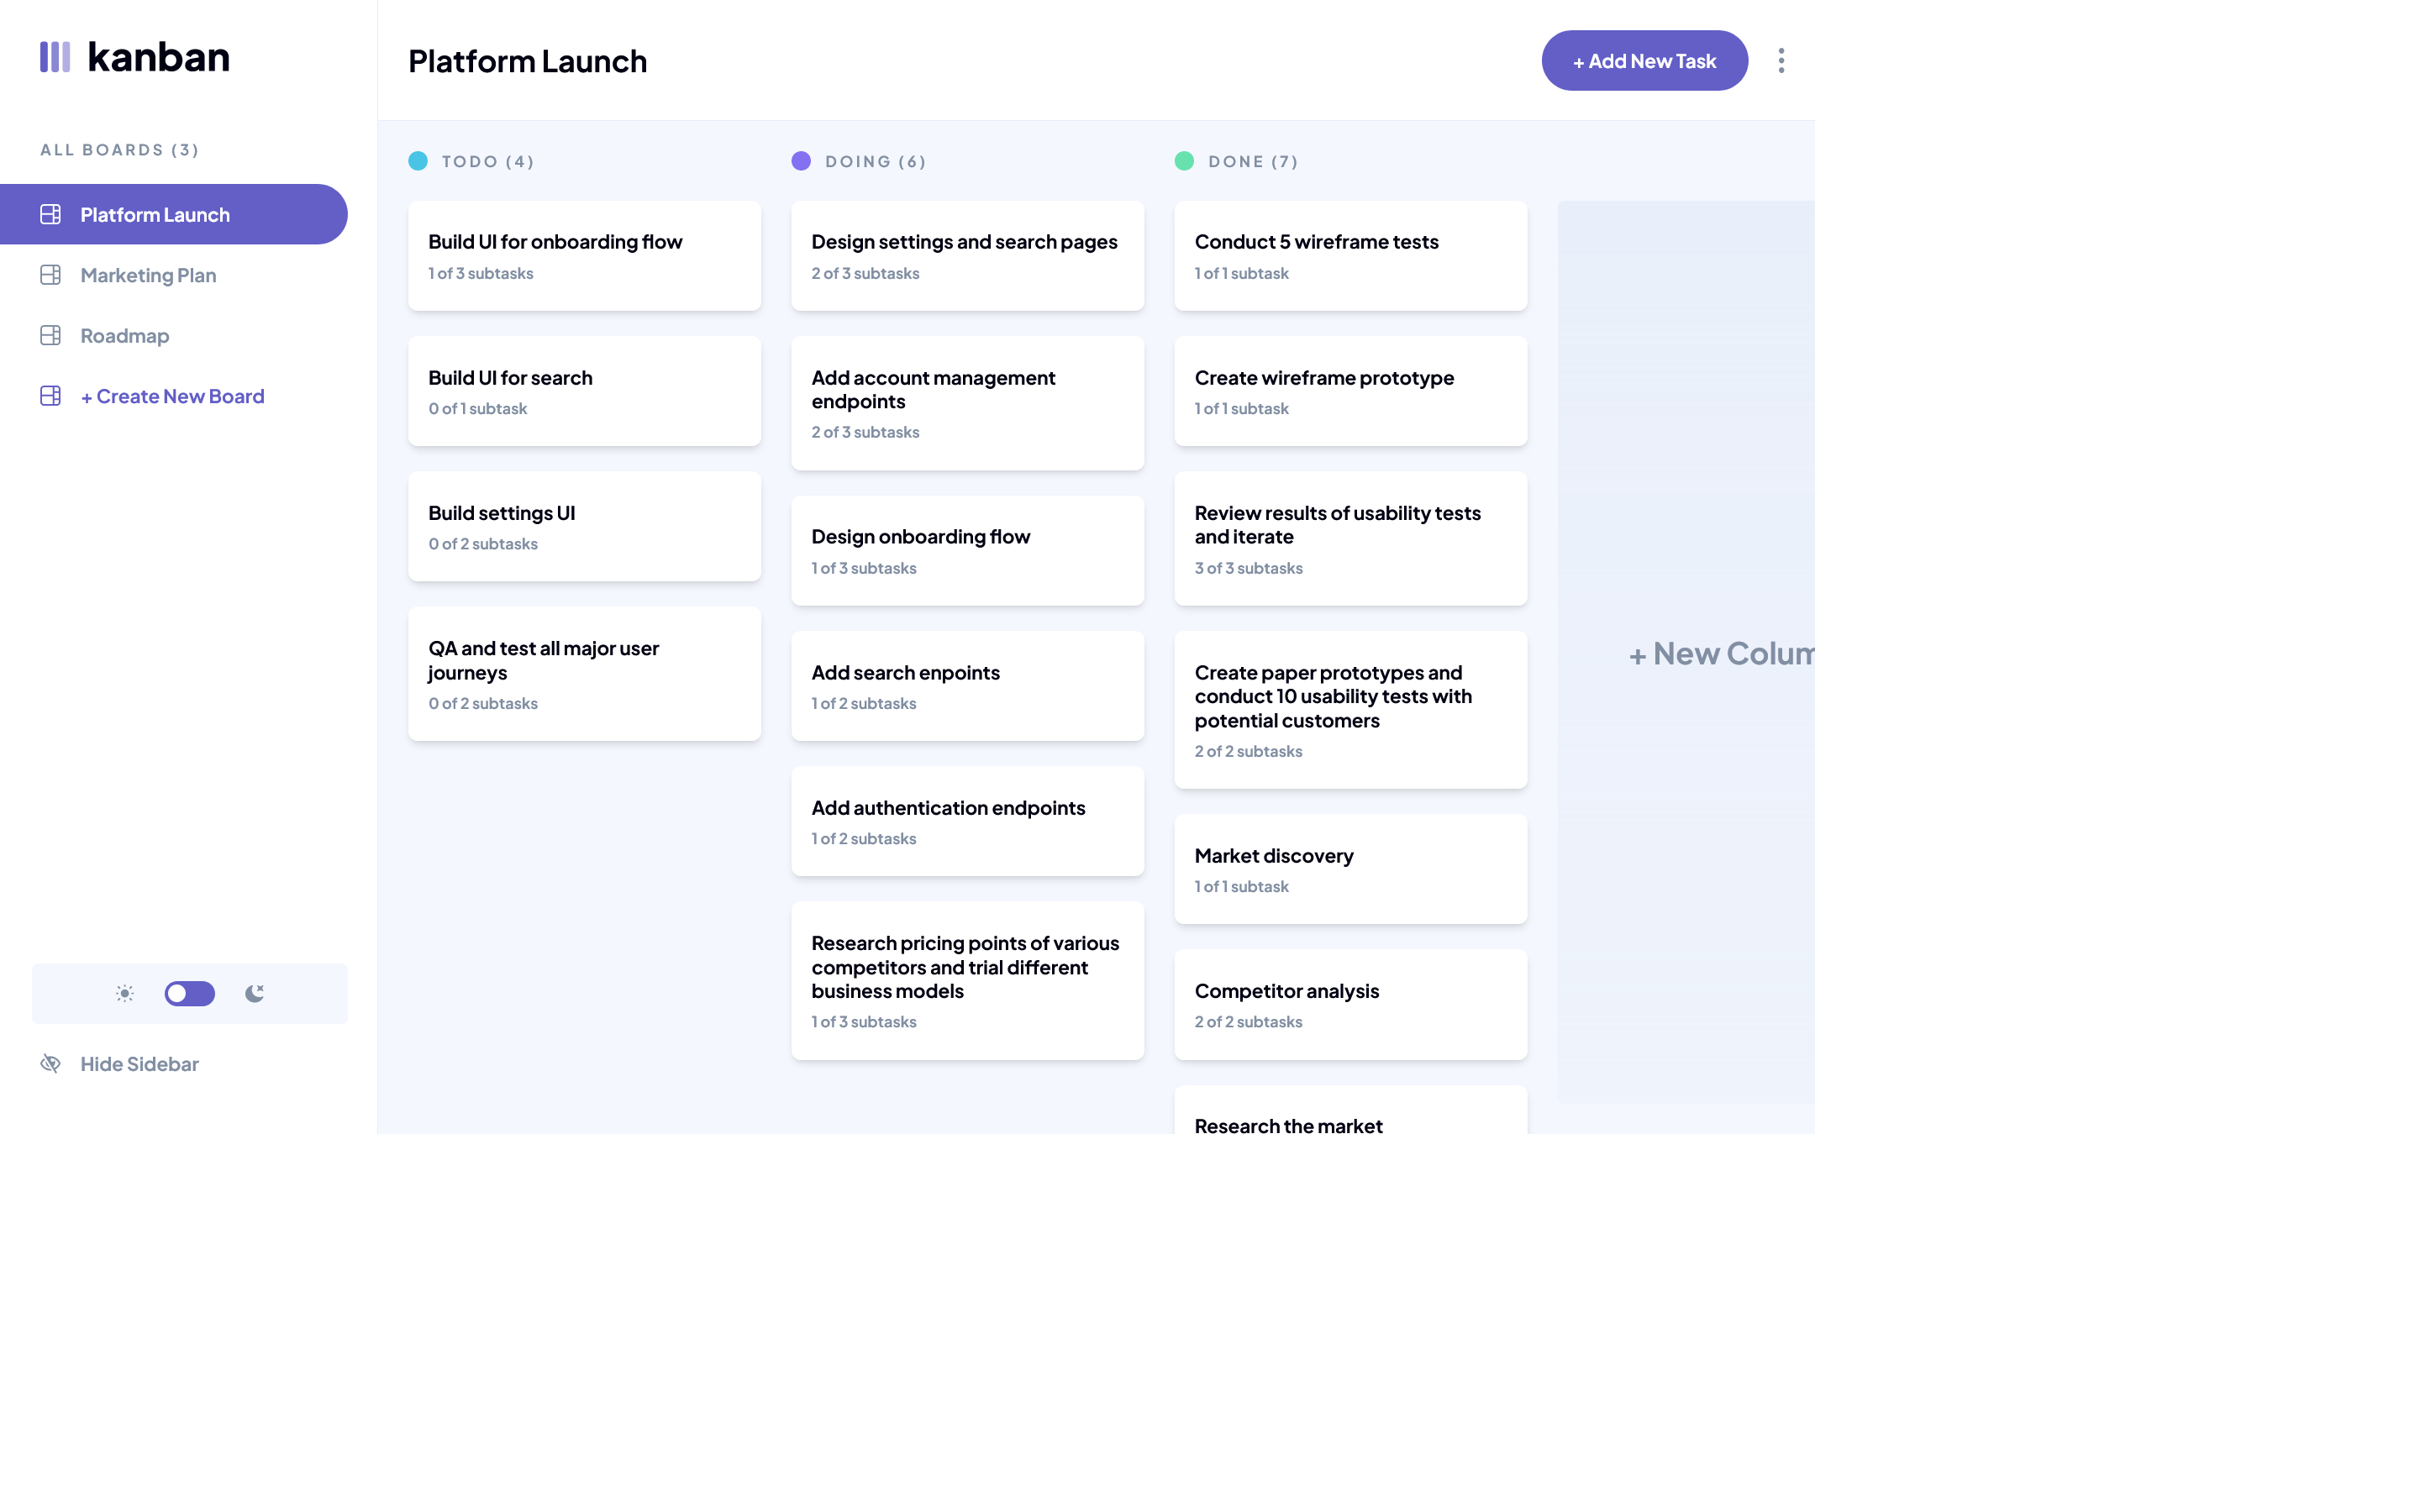 kanban
ALL BOARDS (3)
Platform Launch
Marketing Plan
Roadmap
+ Create New Board
Hide Sidebar
Platform Launch
+ Add New Task
TODO (4)
Build UI for onboarding flow
1 of 3 subtasks
Build UI for search
0 of 1 subtask
Build settings UI
0 of 2 subtasks
QA and test all major user
journeys
0 of 2 subtasks
DOING (6)
Design settings and search pages
2 of 3 subtasks
Add account management
endpoints
2 of 3 subtasks
Design onboarding flow
1 of 3 subtasks
Add search enpoints
1 of 2 subtasks
Add authentication endpoints
1 of 2 subtasks
Research pricing points of various
competitors and trial different
business models
1 of 3 subtasks
DONE (7)
Conduct 5 wireframe tests
1 of 1 subtask
Create wireframe prototype
1 of 1 subtask
Review results of usability tests
and iterate
3 of 3 subtasks
Create paper prototypes and
conduct 10 usability tests with
potential customers
2 of 2 subtasks
Market discovery
1 of 1 subtask
Competitor analysis
2 of 2 subtasks
Research the market
+ New Colum